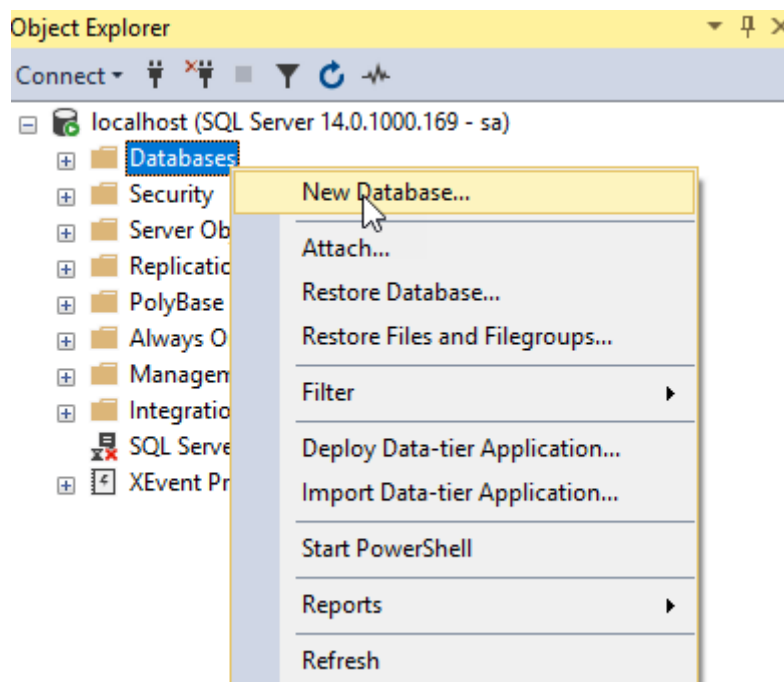 Object Explorer
Connect
localhost (SQL Server 14.0.1000.169 - sa)
Databases
Security
New Database...
Server Ob
Attach...
Replicatio
Restore Database...
PolyBase
Always O
Restore Files and Filegroups...
Managem
Filter
Integratio
SQL Serve
Deploy Data-tier Application...
XEvent Pr
Import Data-tier Application...
Start PowerShell
Reports
Refresh